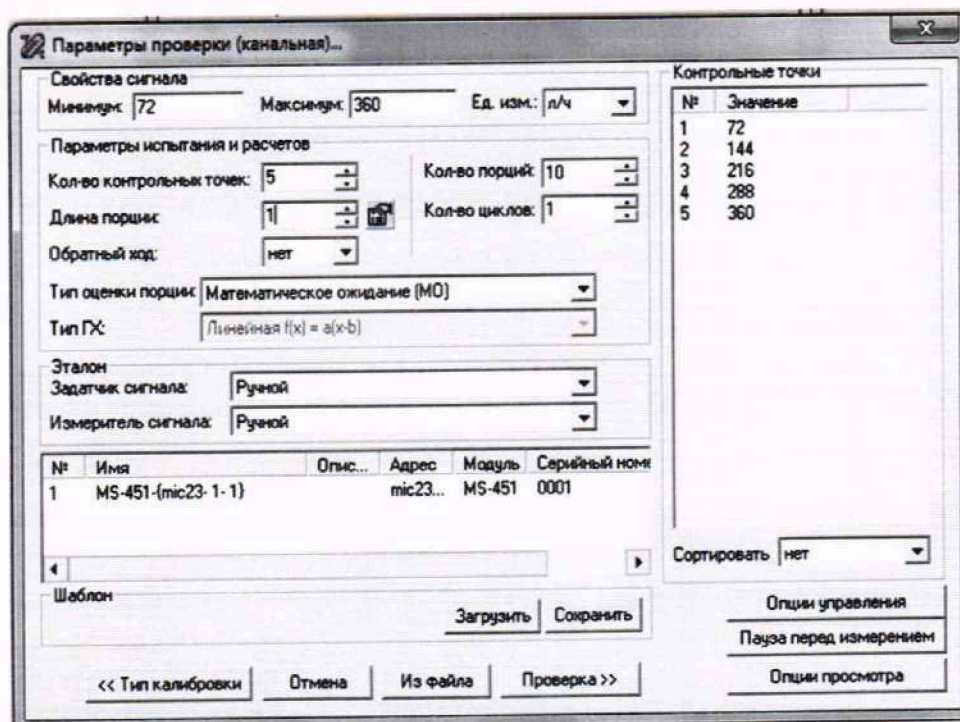 Параметры проверки (канальная)...
Свойства сигнала
Минимум: 72 Максимум: 360 Ед. изм.: л/ч
Параметры испытания и расчетов
Кол-во контрольных точек: 5 Кол-во порций: 10
Длина порции: 1 Кол-во циклов: 1
Обратный ход: нет
Тип оценки порции: Математическое ожидание (МО)
Тип ГХ: Линейная f(x) = a(x-b)
Эталон
Задатчик сигнала: Ручной
Измеритель сигнала: Ручной
№ Имя Опис... Адрес Модуль Серийный номе
1 MS-451-{mic23- 1- 1} mic23... MS-451 0001
Шаблон
Загрузить Сохранить
<< Тип калибровки Отмена Из файла Проверка >>
Контрольные точки
№ Значение
1 72
2 144
3 216
4 288
5 360
Сортировать нет
Опции управления
Пауза перед измерением
Опции просмотра